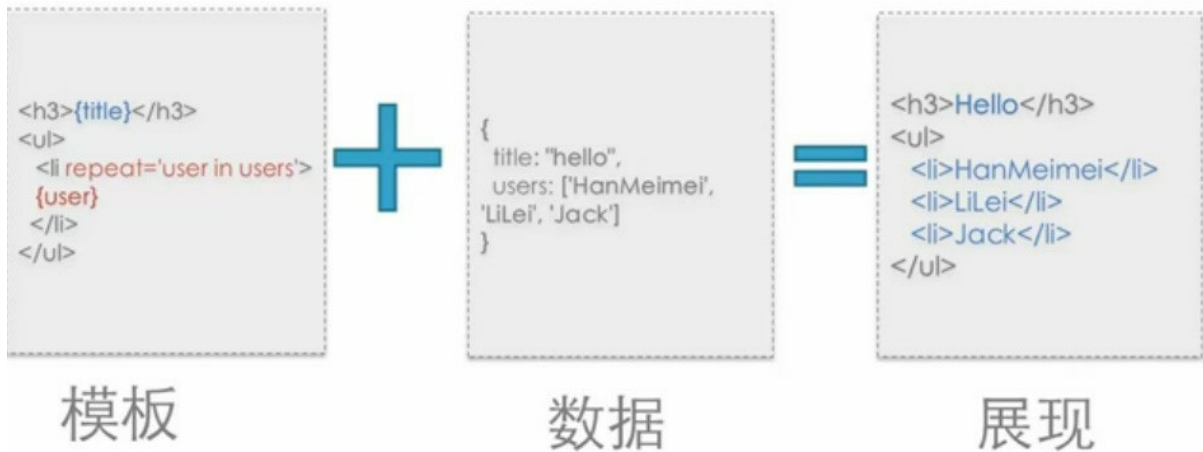 <h3>{title}</h3>
<ul>
<li repeat='user in users'>
{user}
</li>
</ul>
模板
{
title: "hello",
users: ['HanMeimei',
'LiLei', 'Jack']
}
数据
<h3>Hello</h3>
<ul>
<li>HanMeimei</li>
<li>LiLei</li>
<li>Jack</li>
</ul>
展现